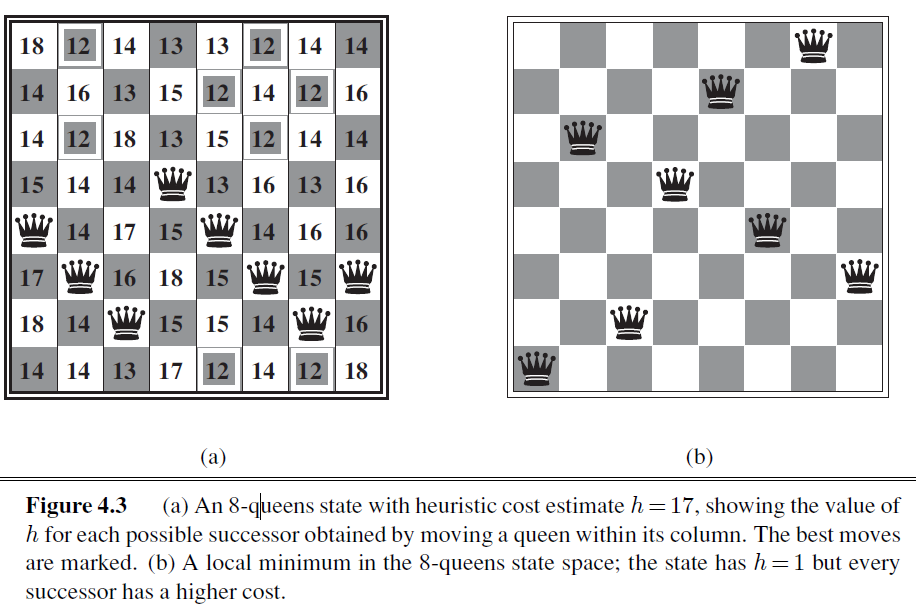 18 12 14 13 13 12 14 14
14 16 13 15 12 14 12 16
14 12 18 13 15 12 14 14
15 14 14 13 16 13 16
14 17 15 14 16 16
17 16 18 15 15
18 14 15 15 14 16
14 14 13 17 12 14 12 18
(a) (b)
Figure 4.3 (a) An 8-queens state with heuristic cost estimate h = 17, showing the value of
h for each possible successor obtained by moving a queen within its column. The best moves
are marked. (b) A local minimum in the 8-queens state space; the state has h = 1 but every
successor has a higher cost.